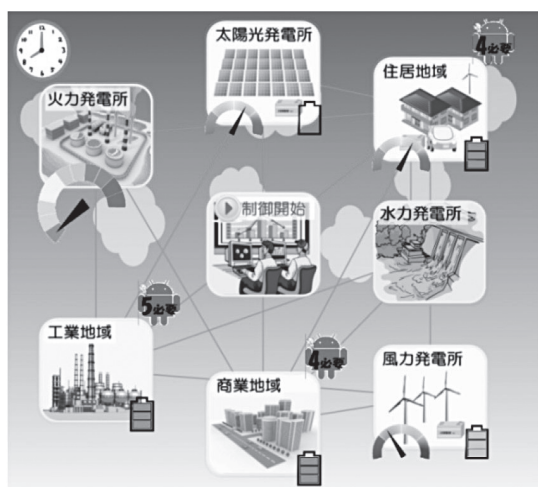 太陽光発電所
4必要
住居地域
火力発電所
制御開始
水力発電所
5必要
工業地域
4必要
商業地域
風力発電所